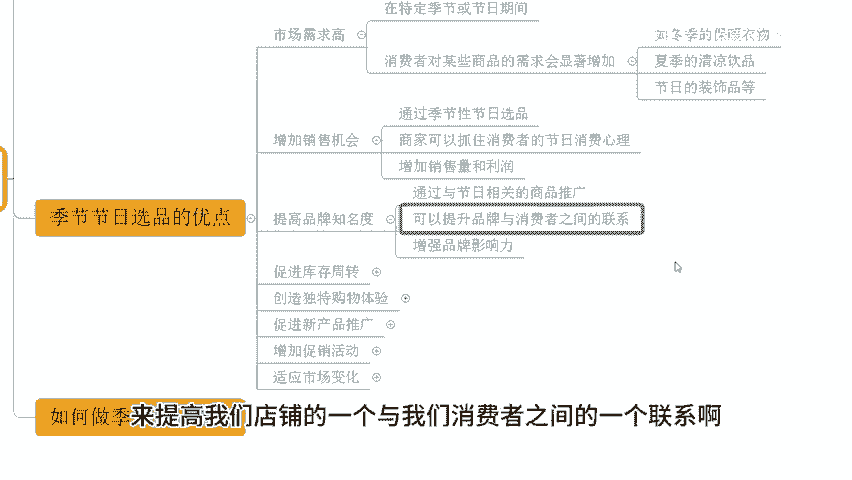 在特定季节或节日期间
市场需求高
如冬季的保暖衣物
消费者对某些商品的需求会显著增加
夏季的清凉饮品
节日的装饰品等
通过季节性节日选品
增加销售机会
商家可以抓住消费者的节日消费心理
增加销售量和利润
通过与节日相关的商品推广
季节节日选品的优点
提高品牌知名度
可以提升品牌与消费者之间的联系
增强品牌影响力
促进库存周转
创造独特购物体验
促进新产品推广
增加促销活动
适应市场变化
如何做季
来提高我们店铺的一个与我们消费者之间的一个联系啊